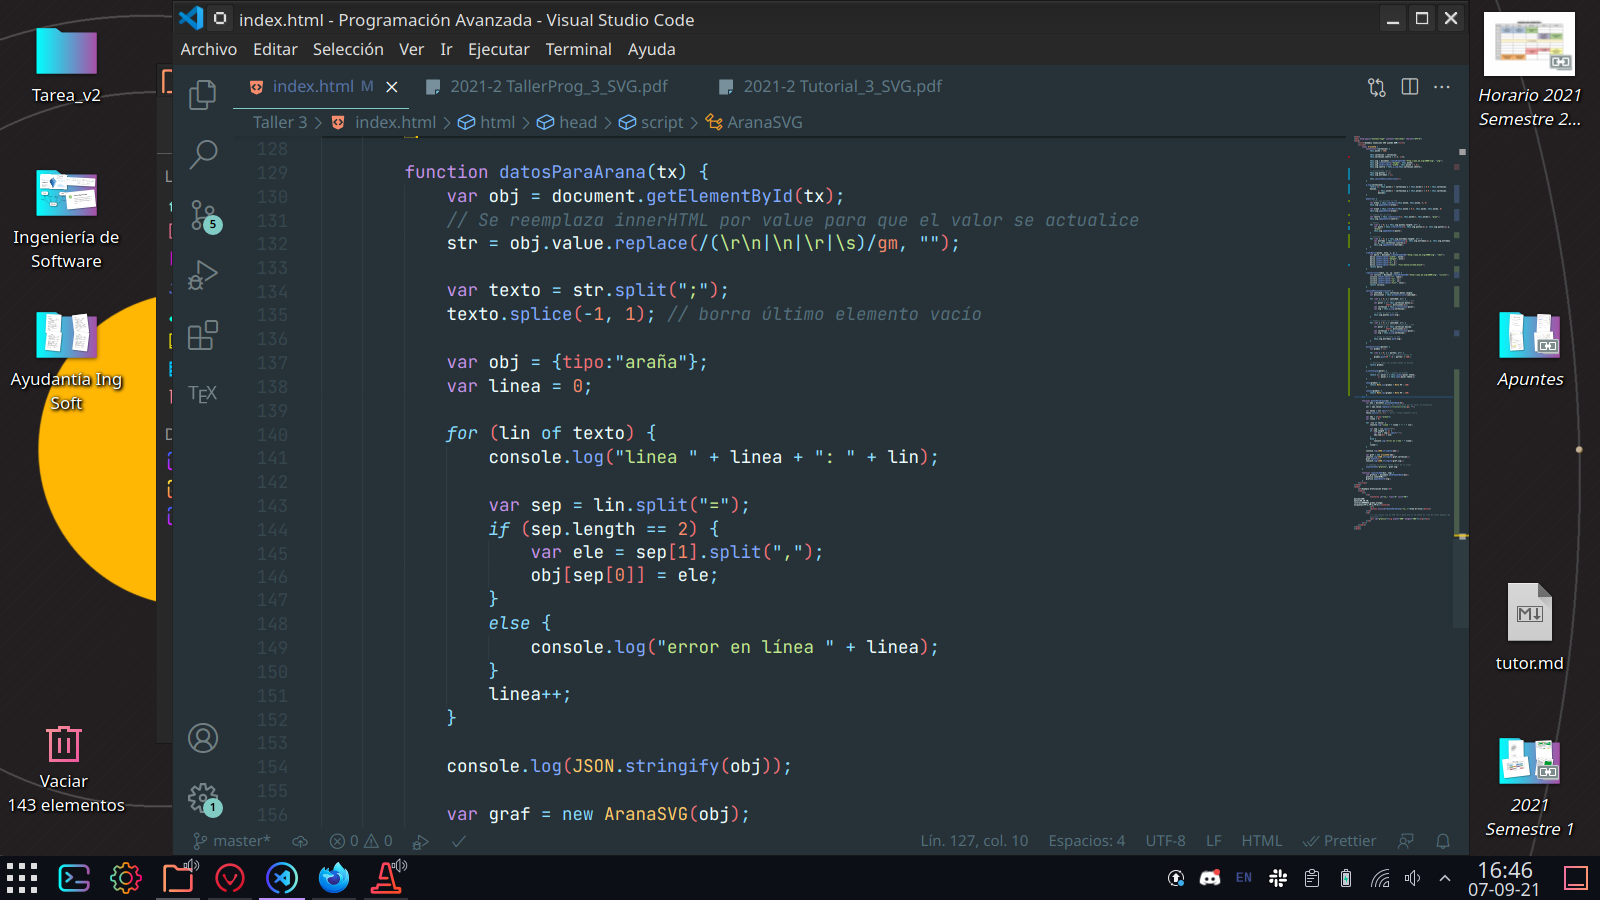 index.html - Programación Avanzada - Visual Studio Code
Archivo Editar Selección Ver Ir Ejecutar Terminal Ayuda
index.html M 2021-2 TallerProg_3_SVG.pdf 2021-2 Tutorial_3_SVG.pdf
Taller 3 > index.html > html > head > script > AranaSVG
128
129 function datosParaArana(tx) {
130 var obj = document.getElementById(tx);
131 // Se reemplaza innerHTML por value para que el valor se actualice
132 str = obj.value.replace(/(\r\n|\n|\r|\s)/gm, "");
133
134 var texto = str.split(";");
135 texto.splice(-1, 1); // borra último elemento vacío
136
137 var obj = {tipo:"araña"};
138 var linea = 0;
139
140 for (lin of texto) {
141 console.log("linea " + linea + ": " + lin);
142
143 var sep = lin.split("=");
144 if (sep.length == 2) {
145 var ele = sep[1].split(",");
146 obj[sep[0]] = ele;
147 }
148 else {
149 console.log("error en línea " + linea);
150 }
151 linea++;
152 }
153
154 console.log(JSON.stringify(obj));
155
156 var graf = new AranaSVG(obj);
5
TEX
1
master* 0 0 Lín. 127, col. 10 Espacios: 4 UTF-8 LF HTML Prettier
Tarea_v2
Ingeniería de
Software
Ayudantía Ing
Soft
Vaciar
143 elementos
Horario 2021
Semestre 2...
Apuntes
tutor.md
2021
Semestre 1
EN
16:46
07-09-21